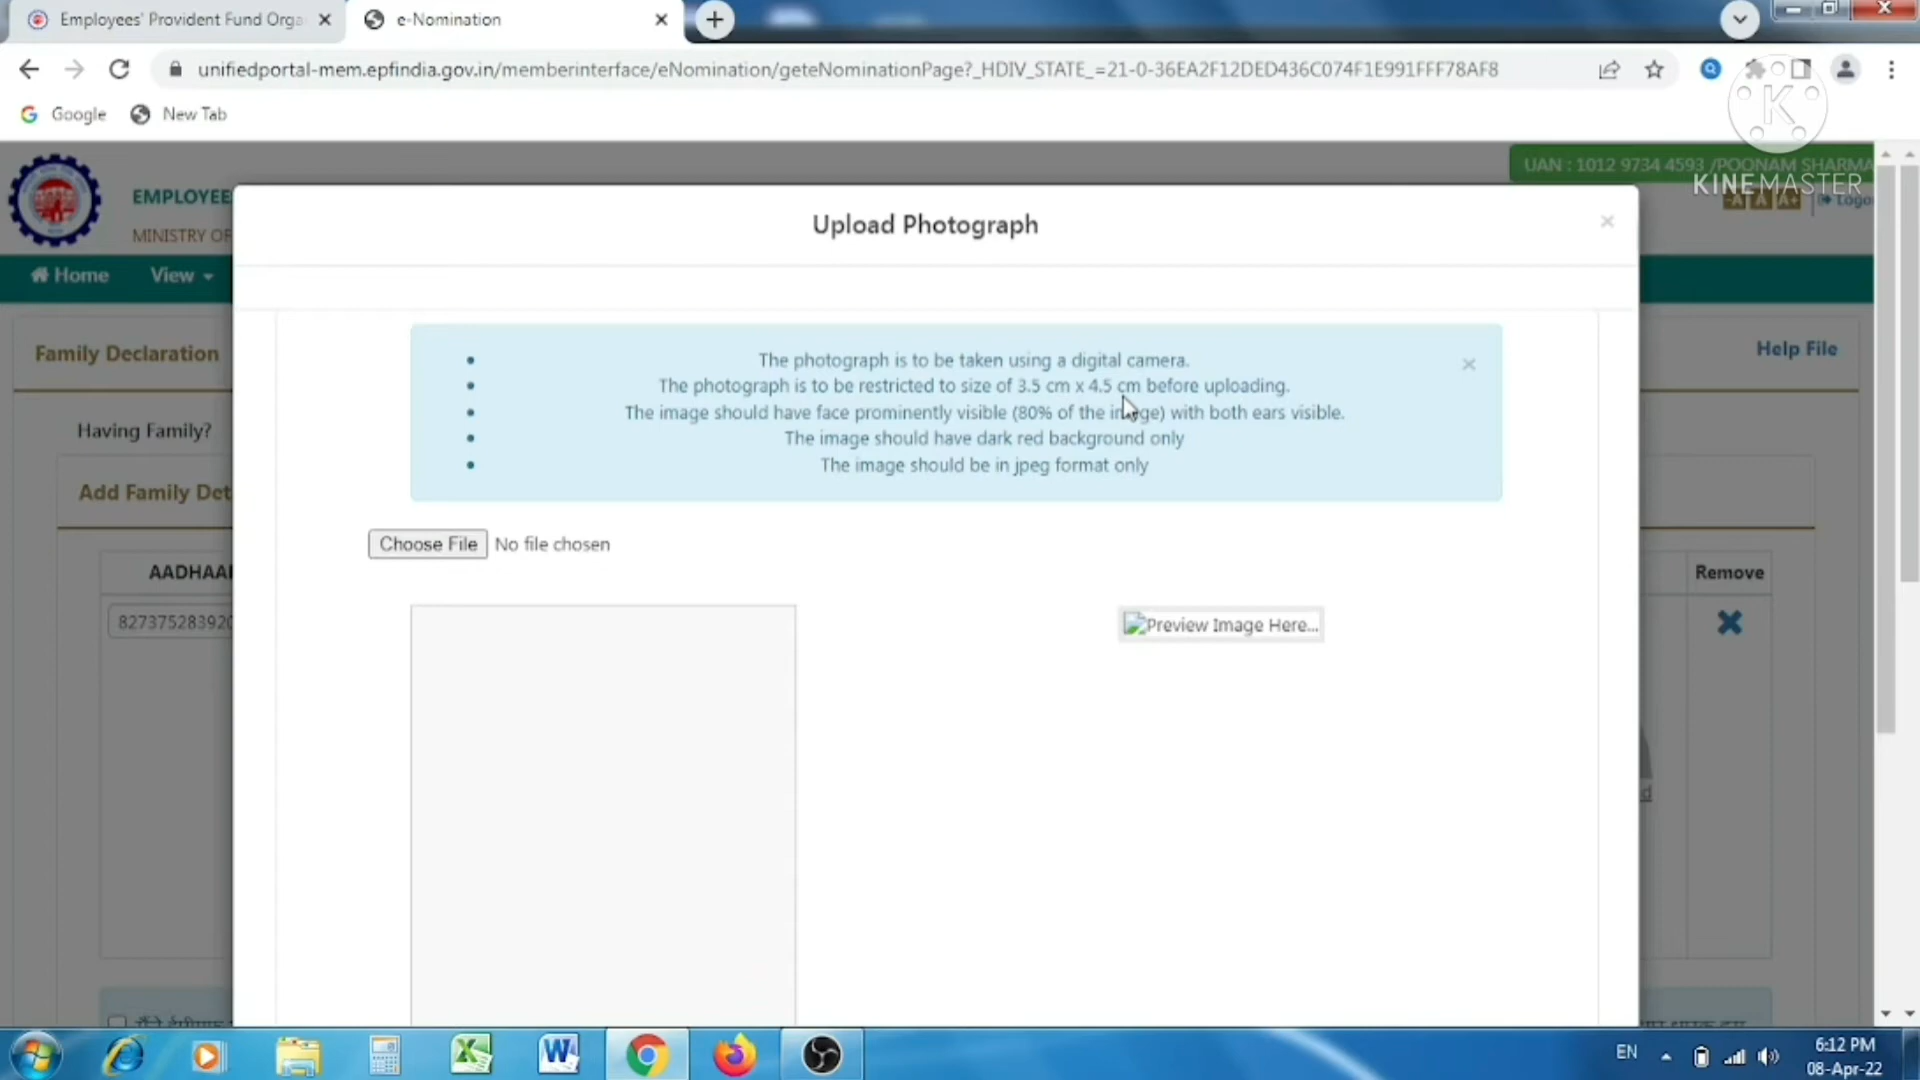 Employees' Provident Fund Orga
e-Nomination
unifiedportal-mem.epfindia.gov.in/memberinterface/eNomination/geteNominationPage?_HDIV_STATE_=21-0-36EA2F12DED436C074F1E991FFF78AF8
Google
New Tab
K
KINEMASTER
UAN : 1012 9734 4593 /POONAM SHARMA
EMPLOYEE
MINISTRY OF
-A A A+
Logo
Home
View
Upload Photograph
Family Declaration
Help File
Having Family?
Add Family Det
The photograph is to be taken using a digital camera.
The photograph is to be restricted to size of 3.5 cm x 4.5 cm before uploading.
The image should have face prominently visible (80% of the image) with both ears visible.
The image should have dark red background only
The image should be in jpeg format only
Choose File No file chosen
AADHAA
Remove
82737528392
Preview Image Here...
d
EN
6:12 PM
08-Apr-22